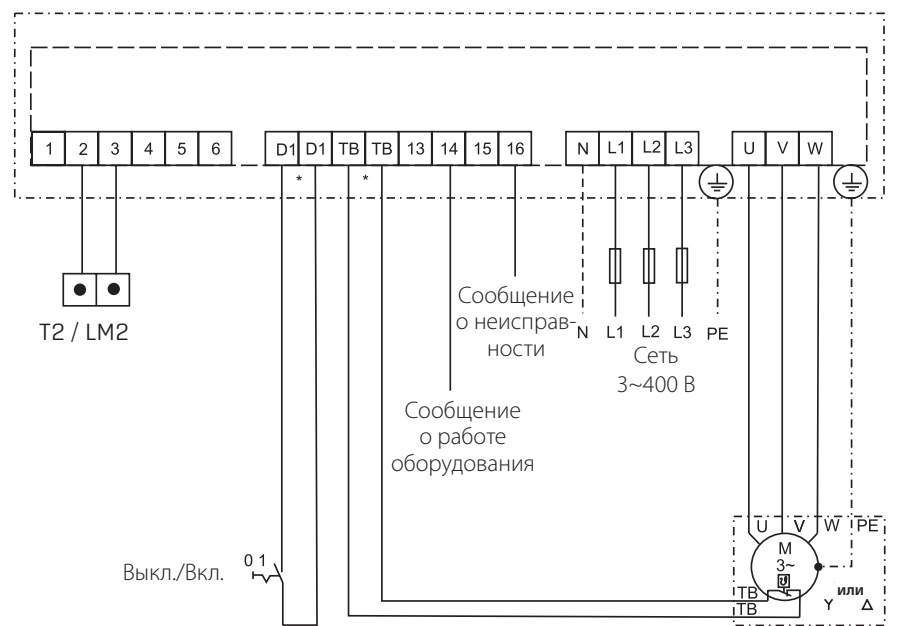 1 2 3 4 5 6 D1 D1 TB TB 13 14 15 16 N L1 L2 L3 U V W
* *
T2 / LM2
Сообщение
о неисправ-
ности
N L1 L2 L3 PE
Сеть
3~400 В
Сообщение
о работе
оборудования
U V W PE
M
3~
0 1
Выкл./Вкл.
TB
TB
или
Y Δ